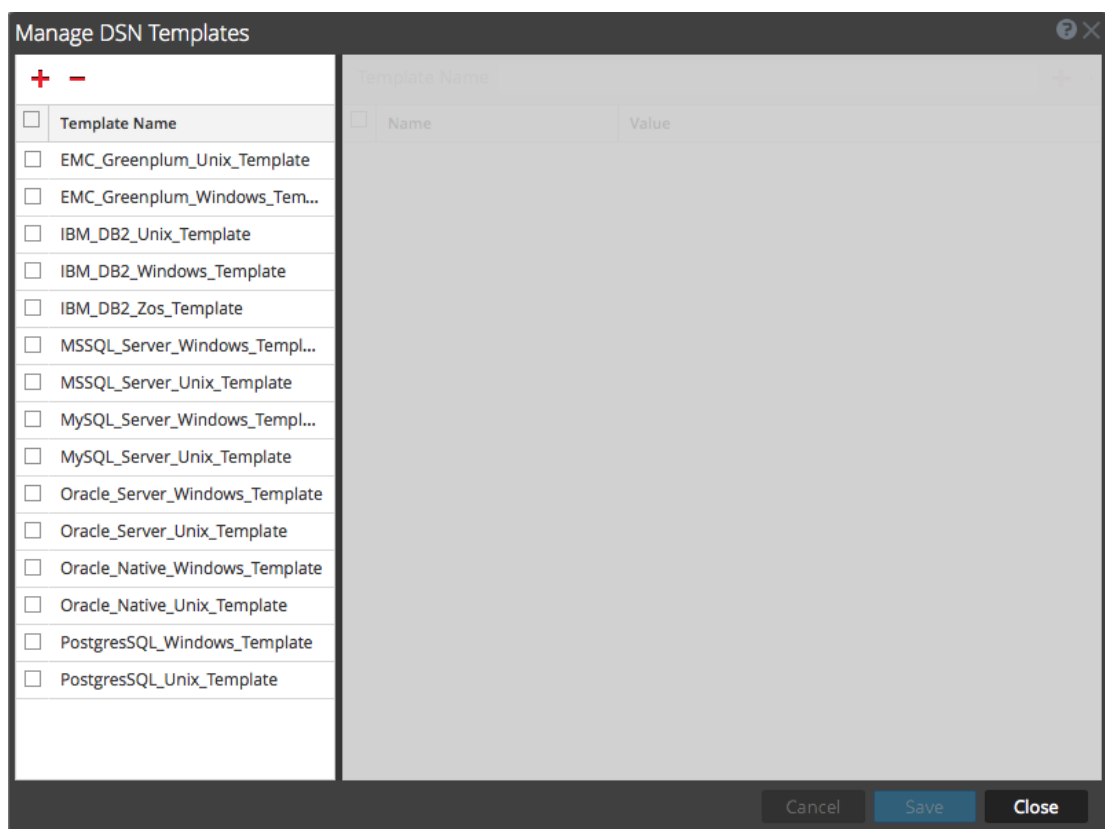 Manage DSN Templates
Template Name
Template Name
Name Value
EMC_Greenplum_Unix_Template
EMC_Greenplum_Windows_Tem...
IBM_DB2_Unix_Template
IBM_DB2_Windows_Template
IBM_DB2_Zos_Template
MSSQL_Server_Windows_Templ...
MSSQL_Server_Unix_Template
MySQL_Server_Windows_Templ...
MySQL_Server_Unix_Template
Oracle_Server_Windows_Template
Oracle_Server_Unix_Template
Oracle_Native_Windows_Template
Oracle_Native_Unix_Template
PostgresSQL_Windows_Template
PostgresSQL_Unix_Template
Cancel Save Close